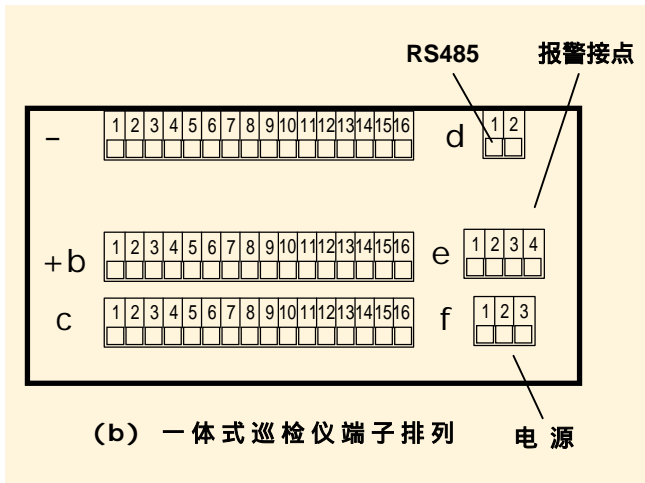 RS485 报警接点
- 1 2 3 4 5 6 7 8 9 10 11 12 13 14 15 16 d 1 2
+b 1 2 3 4 5 6 7 8 9 10 11 12 13 14 15 16 e 1 2 3 4
c 1 2 3 4 5 6 7 8 9 10 11 12 13 14 15 16 f 1 2 3
(b) 一体式巡检仪端子排列 电 源